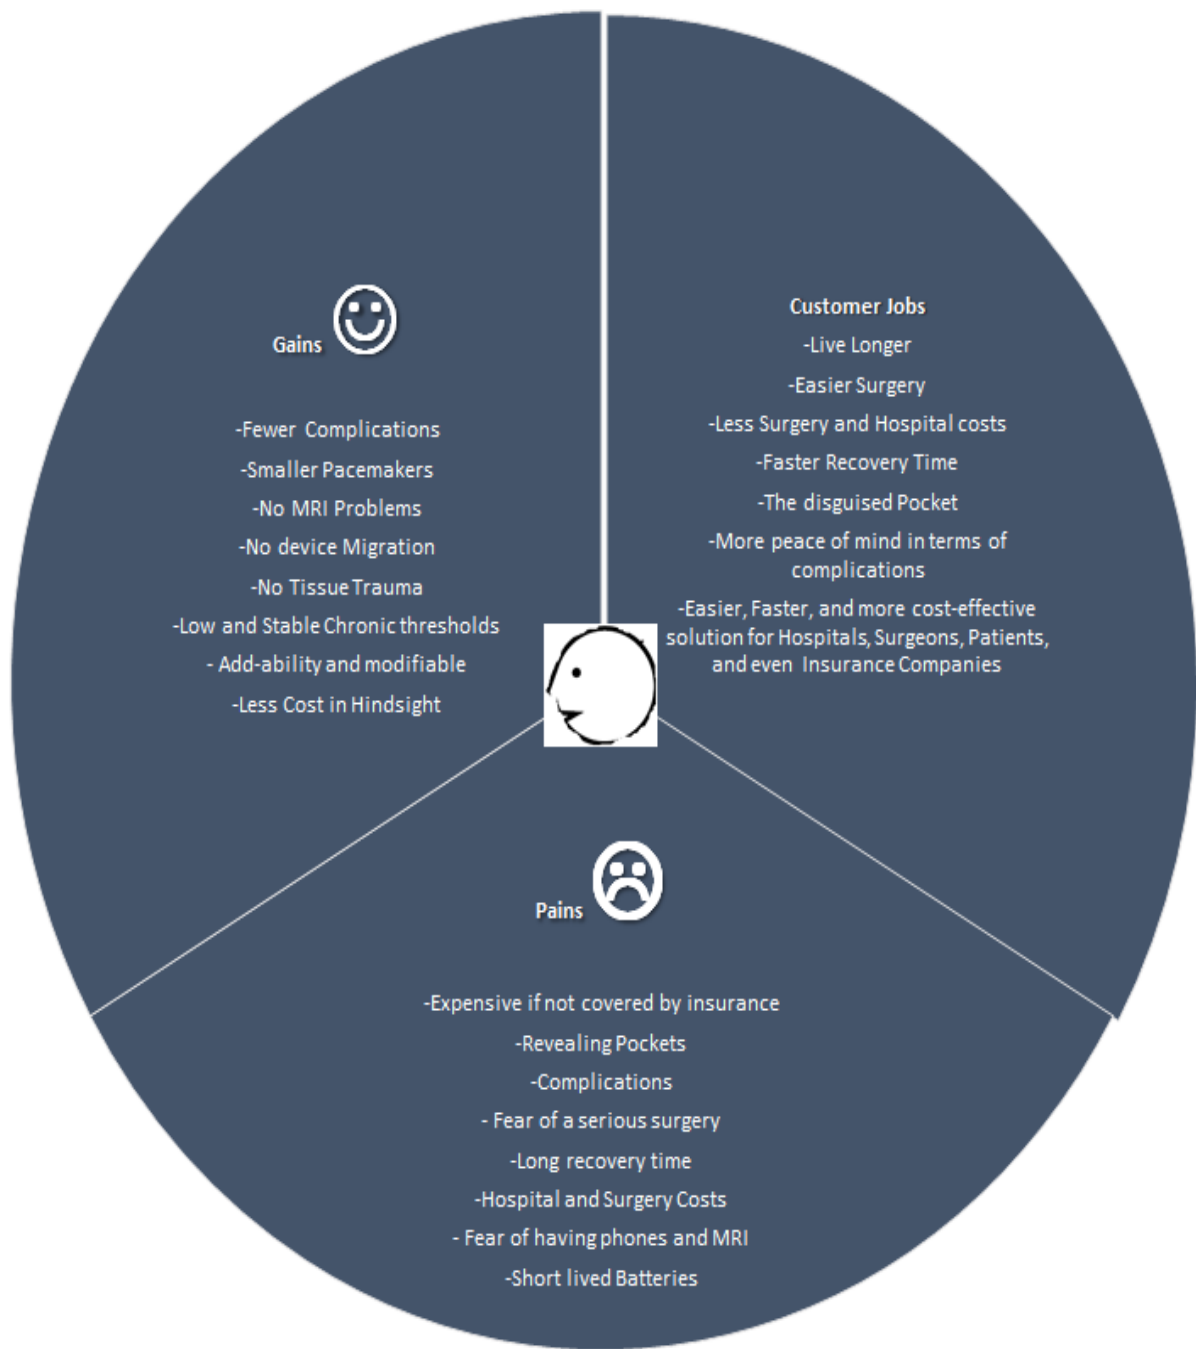 Gains
-Fewer Complications
-Smaller Pacemakers
-No MRI Problems
-No device Migration
-No Tissue Trauma
-Low and Stable Chronic thresholds
- Add-ability and modifiable
-Less Cost in Hindsight
Customer Jobs
-Live Longer
-Easier Surgery
-Less Surgery and Hospital costs
-Faster Recovery Time
-The disguised Pocket
-More peace of mind in terms of
complications
-Easier, Faster, and more cost-effective
solution for Hospitals, Surgeons, Patients,
and even Insurance Companies
Pains
-Expensive if not covered by insurance
-Revealing Pockets
-Complications
- Fear of a serious surgery
-Long recovery time
-Hospital and Surgery Costs
- Fear of having phones and MRI
-Short lived Batteries